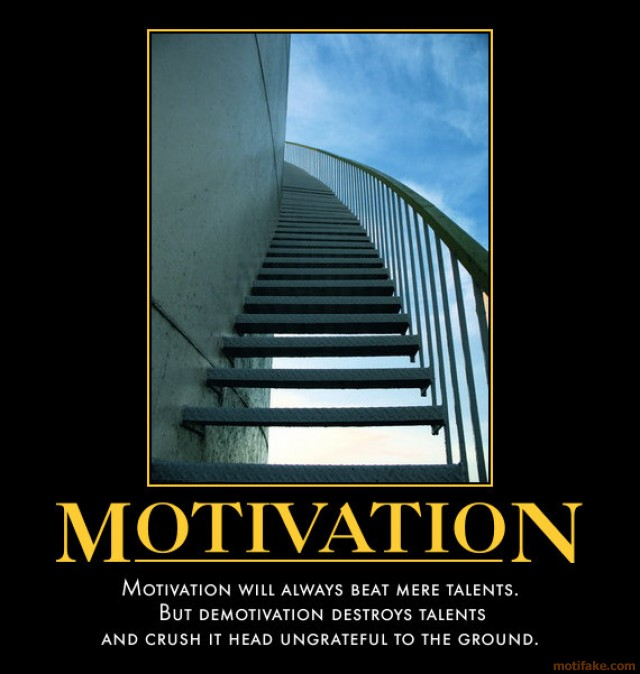 MOTIVATION
MOTIVATION WILL ALWAYS BEAT MERE TALENTS.
BUT DEMOTIVATION DESTROYS TALENTS
AND CRUSH IT HEAD UNGRATEFUL TO THE GROUND.
motifake.com